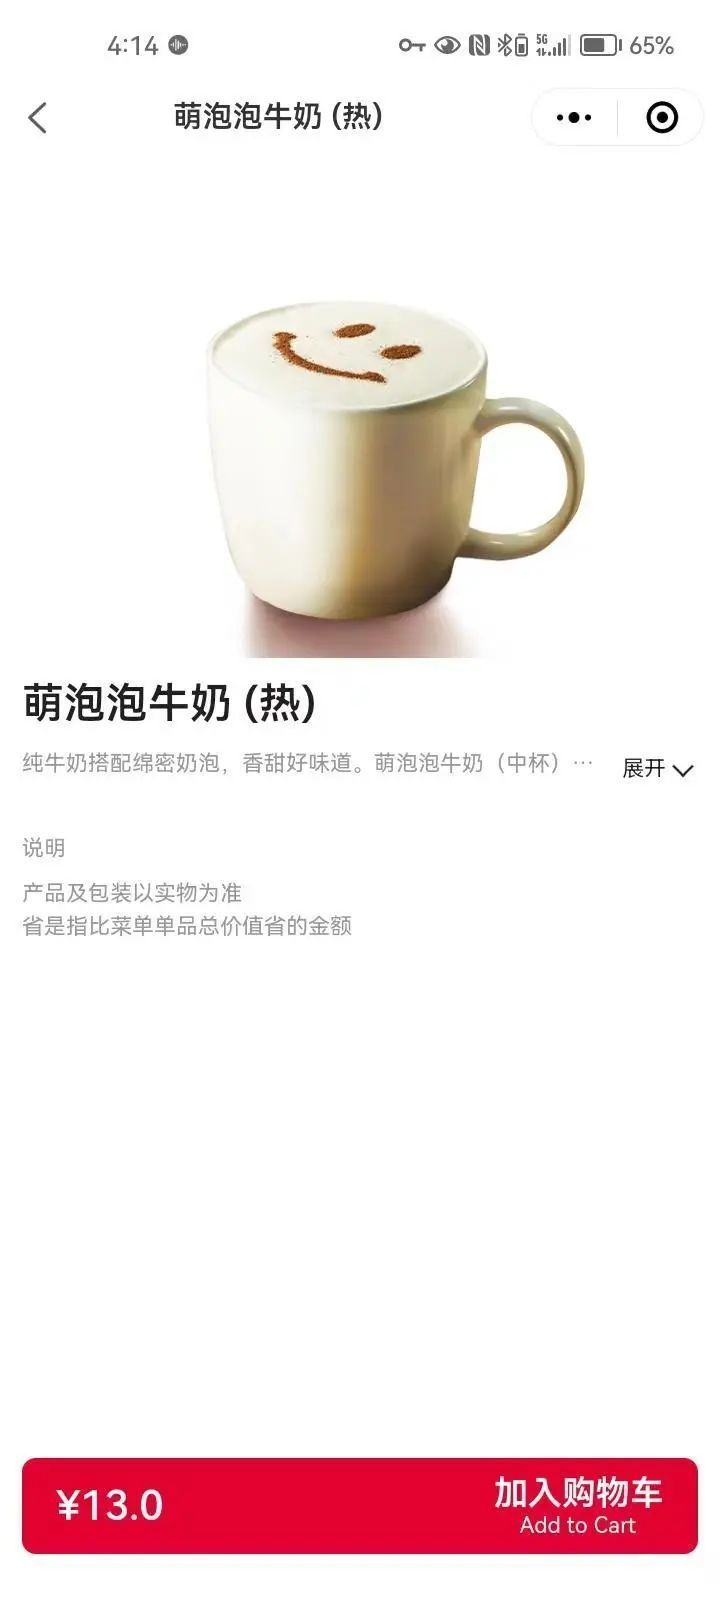 4:14 5G 65%
萌泡泡牛奶 (热)
萌泡泡牛奶 (热)
纯牛奶搭配绵密奶泡，香甜好味道。萌泡泡牛奶（中杯）… 展开
说明
产品及包装以实物为准
省是指比菜单单品总价值省的金额
¥13.0 加入购物车
Add to Cart